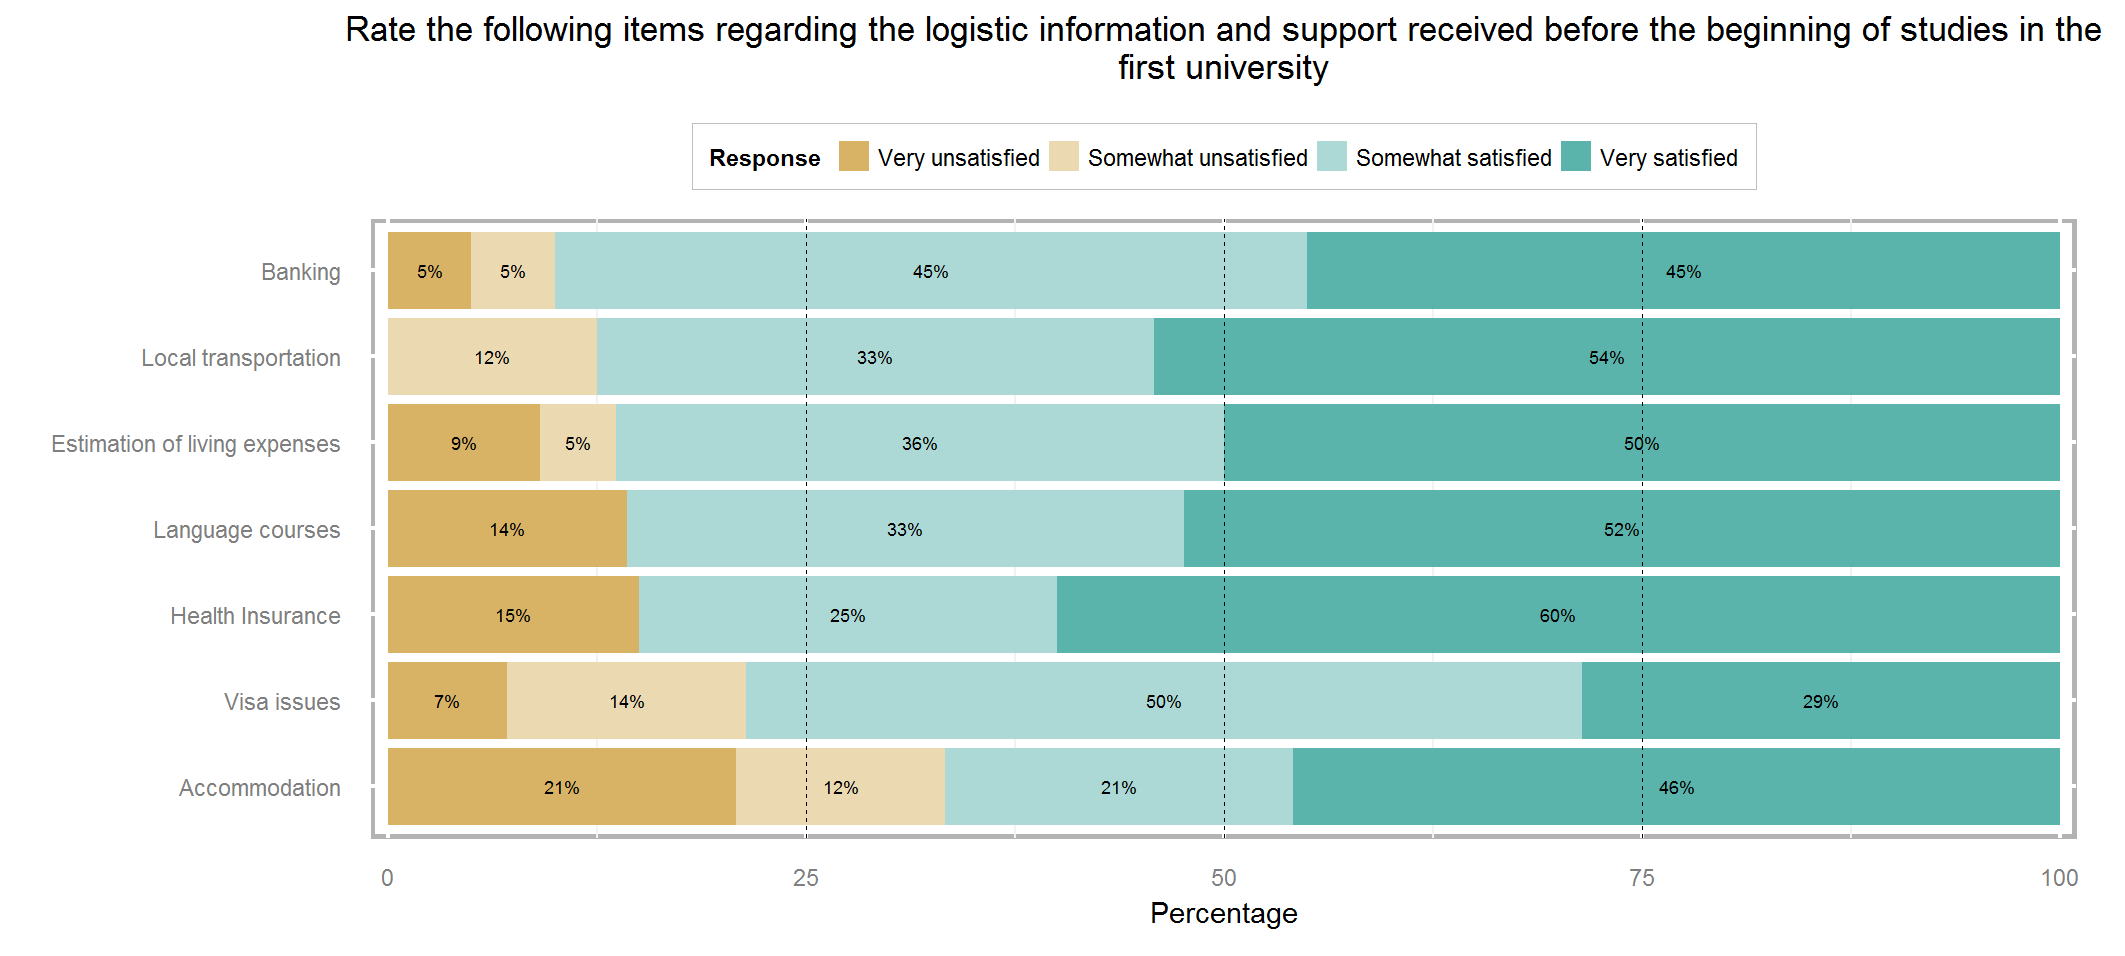 Rate the following items regarding the logistic information and support received before the beginning of studies in the
first university
Response Very unsatisfied Somewhat unsatisfied Somewhat satisfied Very satisfied
Banking 5% 5% 45% 45%
Local transportation 12% 33% 54%
Estimation of living expenses 9% 5% 36% 50%
Language courses 14% 33% 52%
Health Insurance 15% 25% 60%
Visa issues 7% 14% 50% 29%
Accommodation 21% 12% 21% 46%
0 25 50 75 100
Percentage